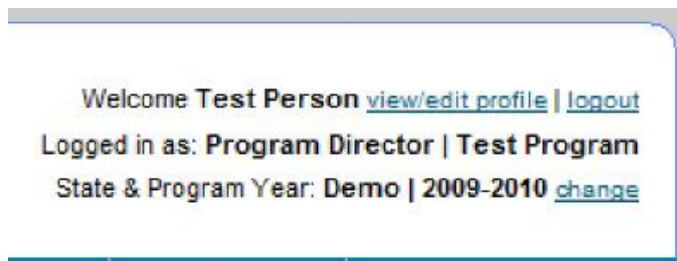 Welcome Test Person view/edit profile | logout
Logged in as: Program Director | Test Program
State & Program Year: Demo | 2009-2010 change